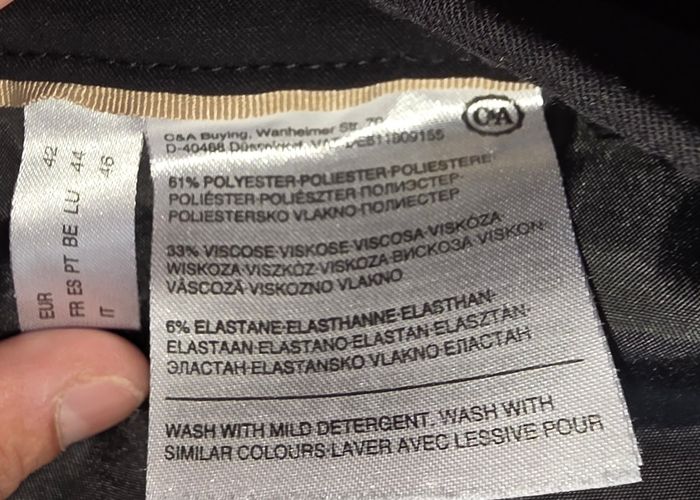 EUR 42
FR ES PT BE LU 44
IT 46
C&A
C&A Buying, Wanheimer Str. 70
D-40468 Düsseldorf, 
61% POLYESTER·POLIESTER·POLIESTERE·
POLIÉSTER·POLIÉSZTER·ПОЛИЭСТЕР·
POLIESTERSKO VLAKNO·ПОЛИЕСТЕР
33% VISCOSE·VISKOSE·VISCOSA·VISKÓZA·
WISKOZA·VISZKÓZ·VISKOZA·ВИСКОЗА·VISKON·
VÂSCOZĂ·VISKOZNO VLAKNO
6% ELASTANE·ELASTHANNE·ELASTHAN·
ELASTAAN·ELASTANO·ELASTAN·ELASZTÁN·
ЭЛАСТАН·ELASTANSKO VLAKNO·ЕЛАСТАН
WASH WITH MILD DETERGENT. WASH WITH
SIMILAR COLOURS·LAVER AVEC LESSIVE POUR